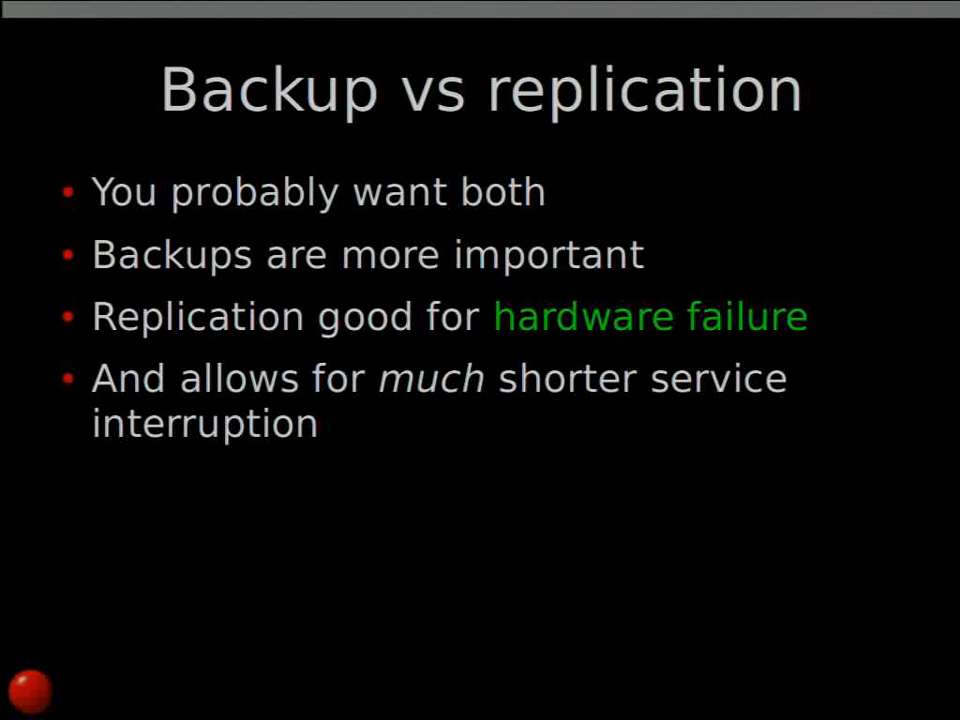 Backup vs replication
You probably want both
Backups are more important
Replication good for hardware failure
And allows for much shorter service
interruption